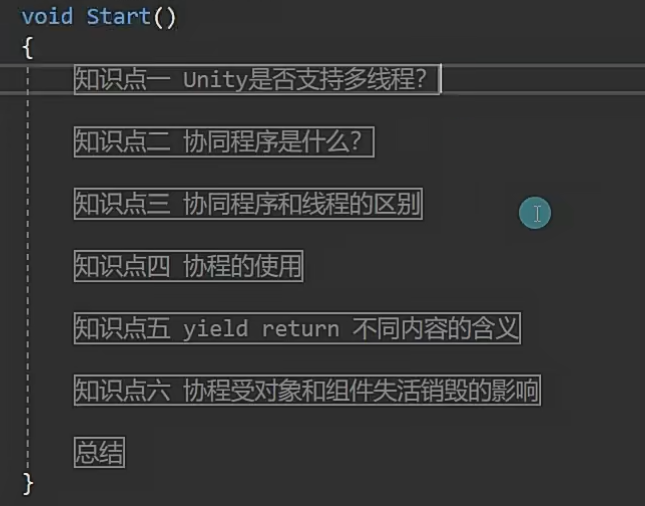 void Start()
{
知识点一 Unity是否支持多线程？
知识点二 协同程序是什么？
知识点三 协同程序和线程的区别
知识点四 协程的使用
知识点五 yield return 不同内容的含义
知识点六 协程受对象和组件失活销毁的影响
总结
}